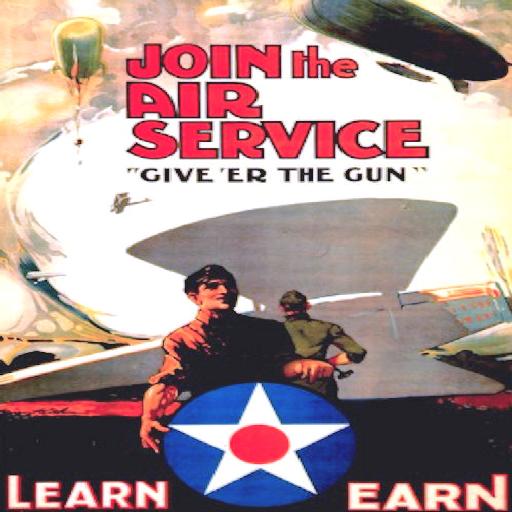 JOIN the
AIR
SERVICE
"GIVE 'ER THE GUN"
LEARN EARN